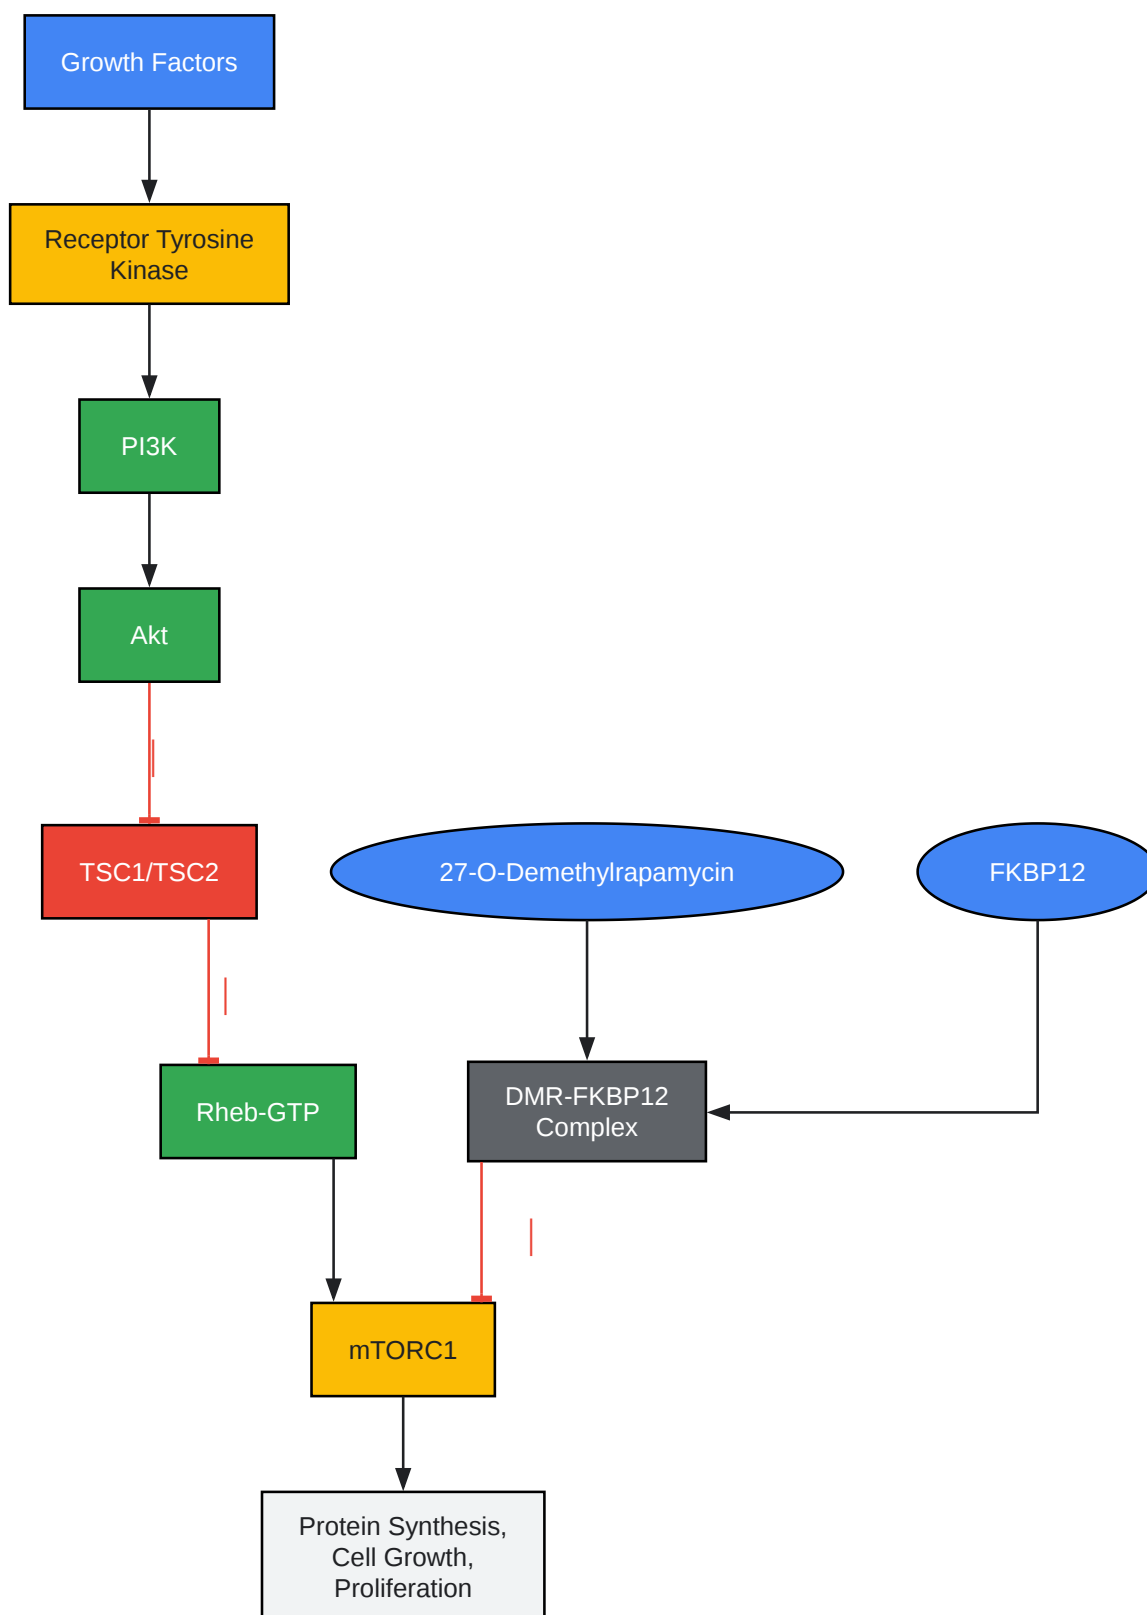 Growth Factors
Receptor Tyrosine
Kinase
PI3K
Akt
TSC1/TSC2
27-O-Demethylrapamycin
FKBP12
Rheb-GTP
DMR-FKBP12
Complex
mTORC1
Protein Synthesis,
Cell Growth,
Proliferation